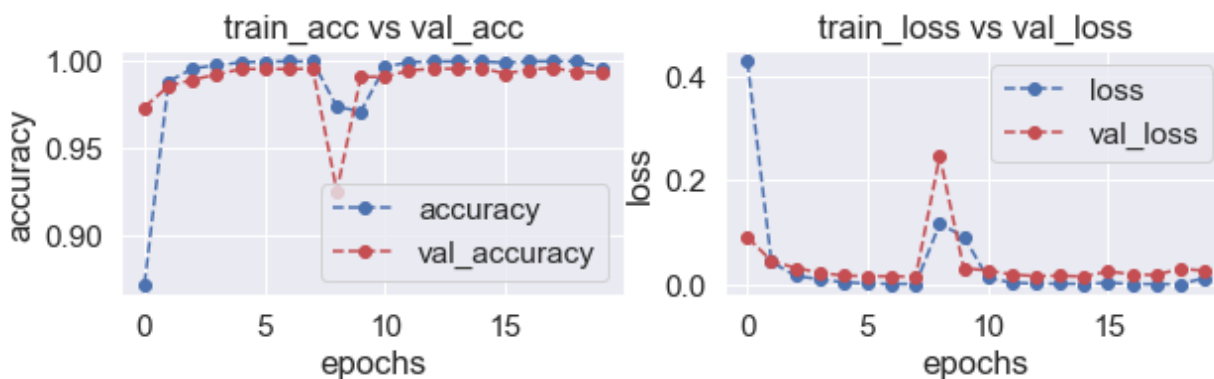 train_acc vs val_acc
1.00
0.95
0.90
accuracy
accuracy
val_accuracy
0
5
10
15
epochs
train_loss vs val_loss
0.4
0.2
0.0
loss
loss
val_loss
0
5
10
15
epochs